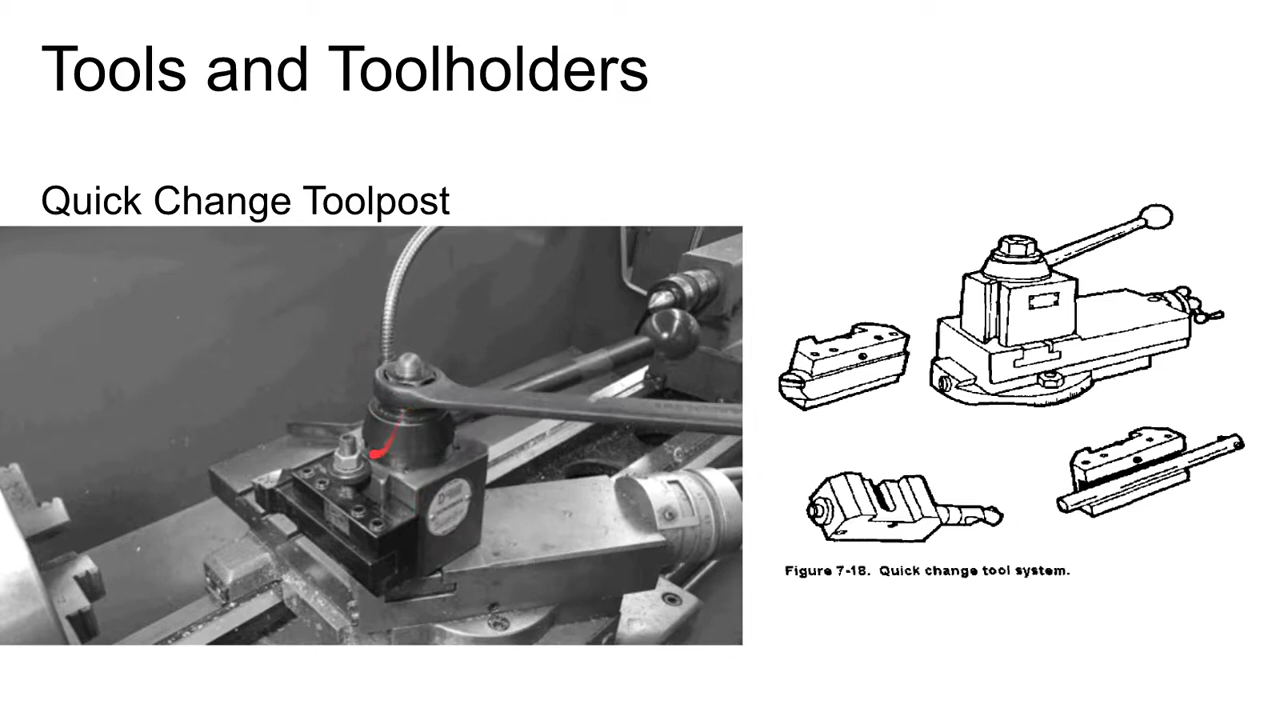 Tools and Toolholders
Quick Change Toolpost
Figure 7-18. Quick change tool system.